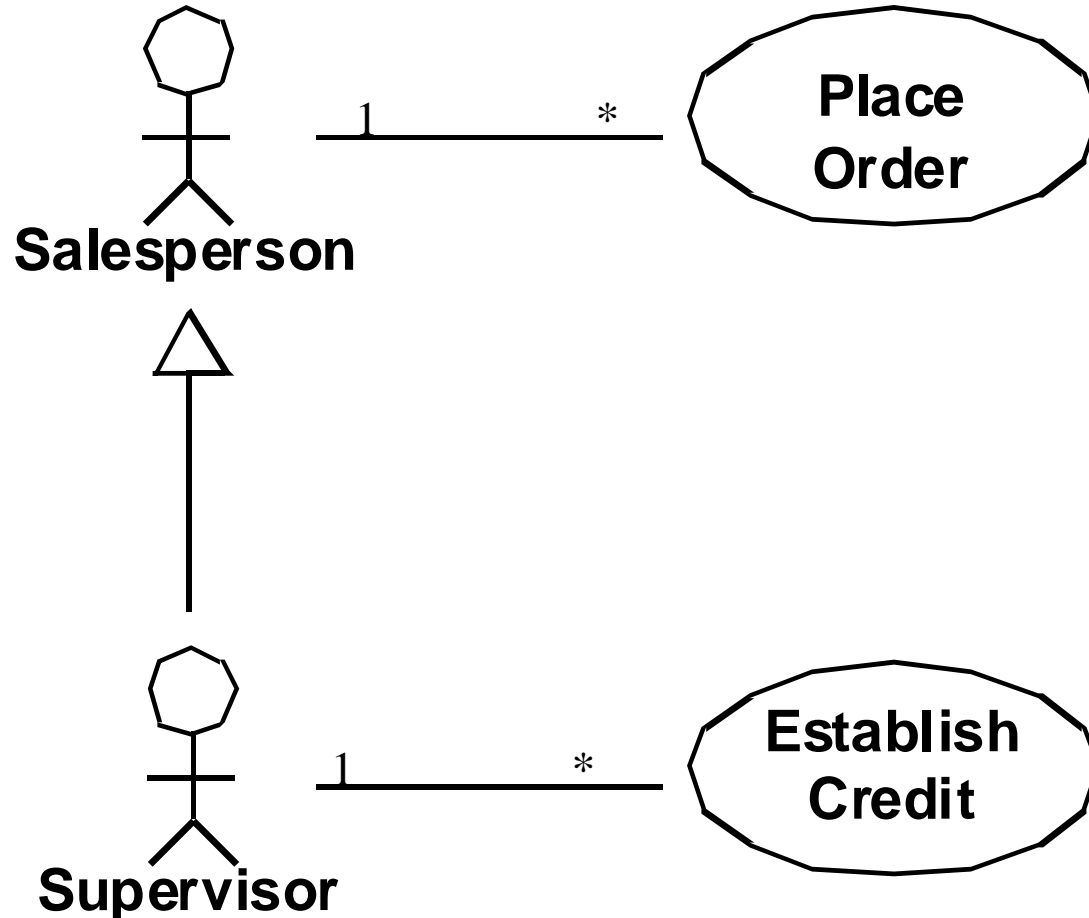 1 * Place
Order
Salesperson
1 * Establish
Credit
Supervisor